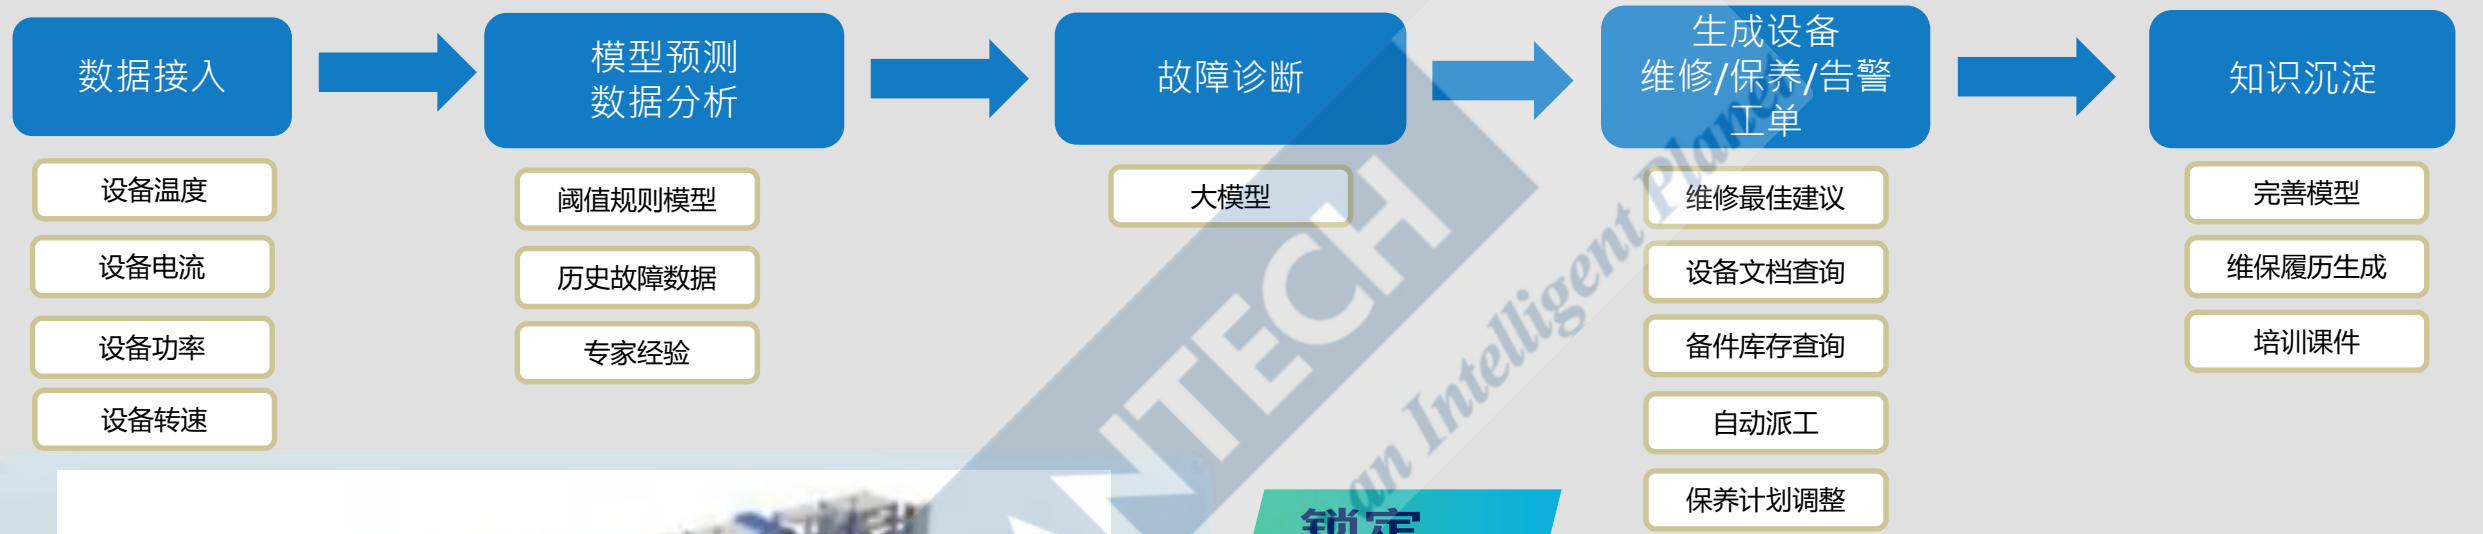 数据接入
模型预测
数据分析
故障诊断
生成设备
维修/保养/告警
工单
知识沉淀
设备温度
设备电流
设备功率
设备转速
阈值规则模型
历史故障数据
专家经验
大模型
维修最佳建议
设备文档查询
备件库存查询
自动派工
保养计划调整
完善模型
维保履历生成
培训课件
锁定
ANTECH
an Intelligent Planet